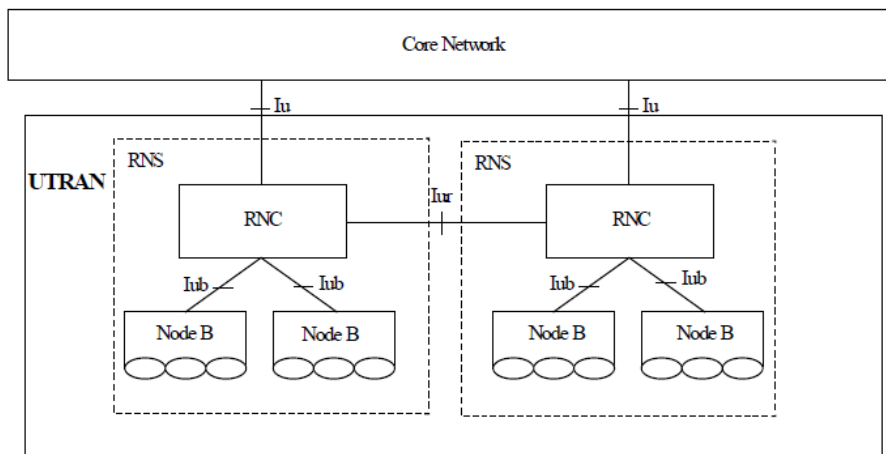 Core Network
Iu
Iu
RNS
RNS
UTRAN
RNC
Iur
RNC
Iub
Iub
Iub
Iub
Node B
Node B
Node B
Node B